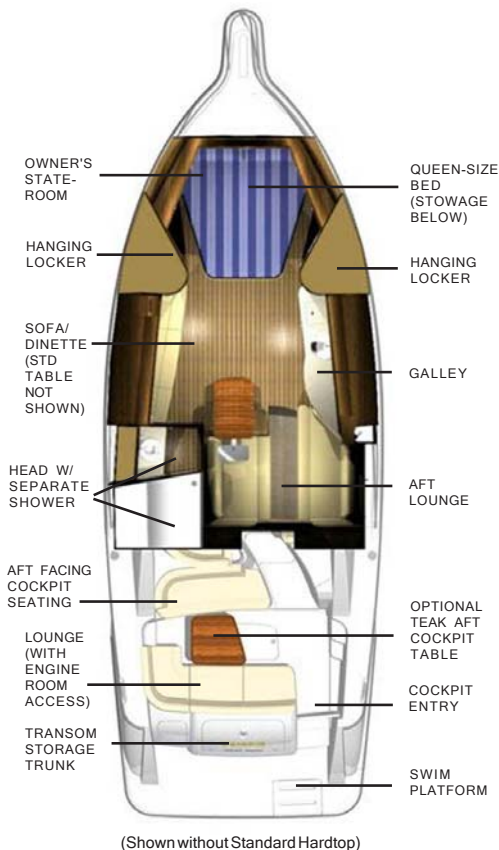 OWNER'S
STATE-
ROOM
QUEEN-SIZE
BED
(STOWAGE
BELOW)
HANGING
LOCKER
HANGING
LOCKER
SOFA/
DINETTE
(STD
TABLE
NOT
SHOWN)
GALLEY
HEAD W/
SEPARATE
SHOWER
AFT
LOUNGE
AFT FACING
COCKPIT
SEATING
OPTIONAL
TEAK AFT
COCKPIT
TABLE
LOUNGE
(WITH
ENGINE
ROOM
ACCESS)
COCKPIT
ENTRY
TRANSOM
STORAGE
TRUNK
SWIM
PLATFORM
(Shown without Standard Hardtop)